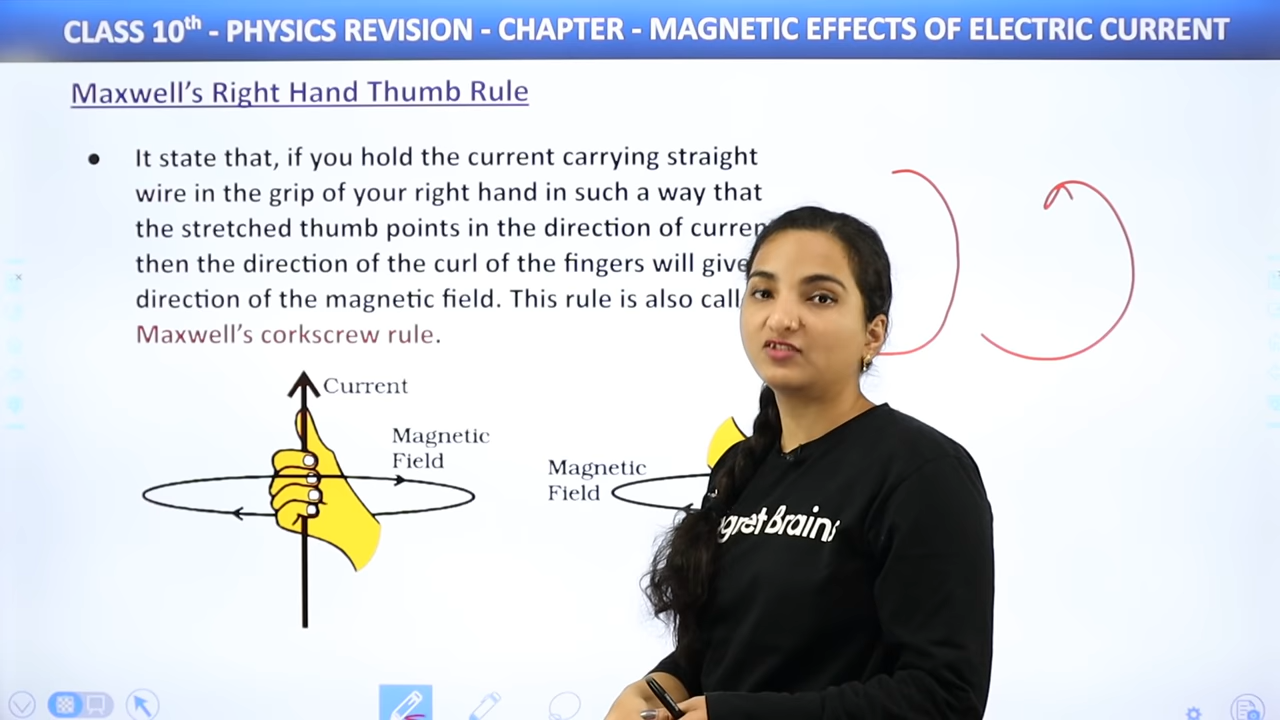 CLASS 10th - PHYSICS REVISION - CHAPTER - MAGNETIC EFFECTS OF ELECTRIC CURRENT
Maxwell's Right Hand Thumb Rule
• It state that, if you hold the current carrying straight
wire in the grip of your right hand in such a way that
the stretched thumb points in the direction of curren
then the direction of the curl of the fingers will give
direction of the magnetic field. This rule is also call
Maxwell's corkscrew rule.
Current
Magnetic
Field
Magnetic
Field
gnet Brains